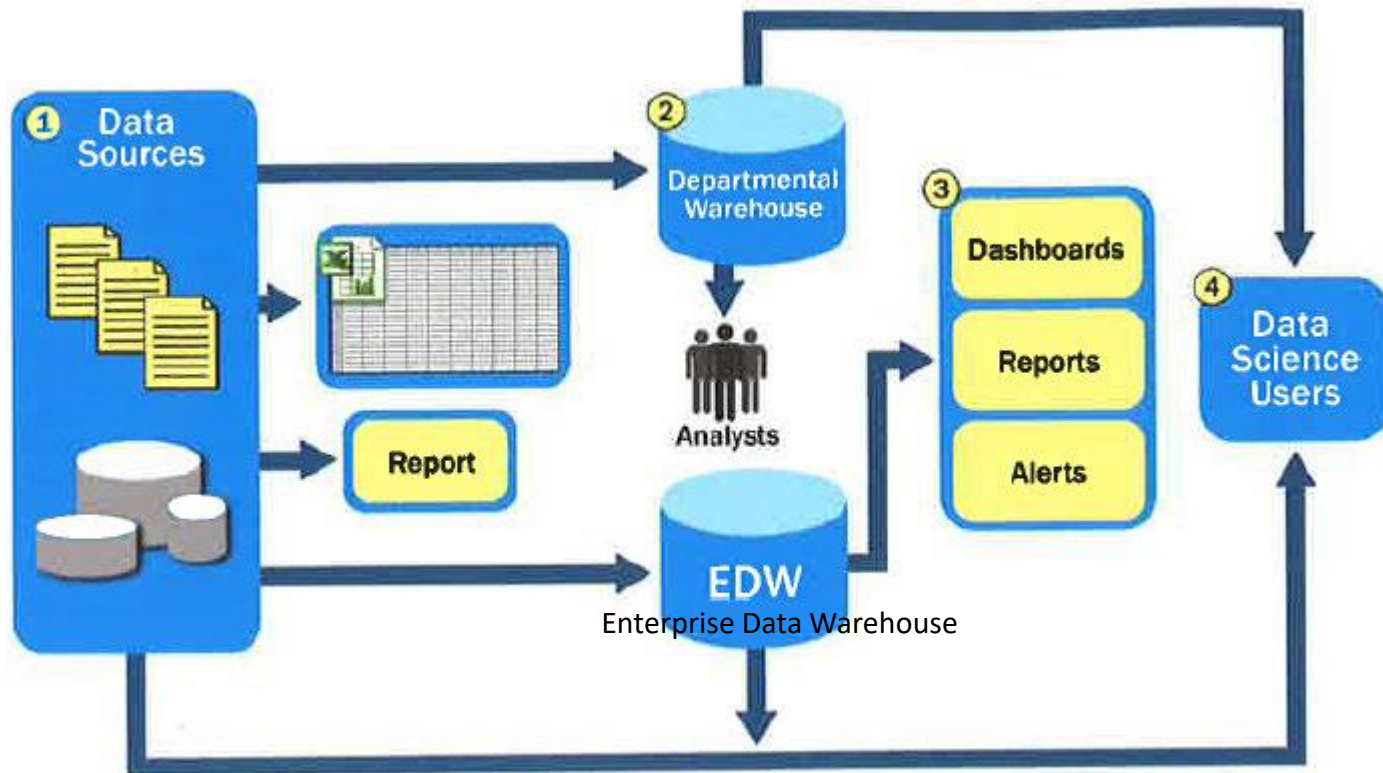 1
Data
Sources
Report
2
Departmental
Warehouse
Analysts
EDW
Enterprise Data Warehouse
3
Dashboards
Reports
Alerts
4
Data
Science
Users